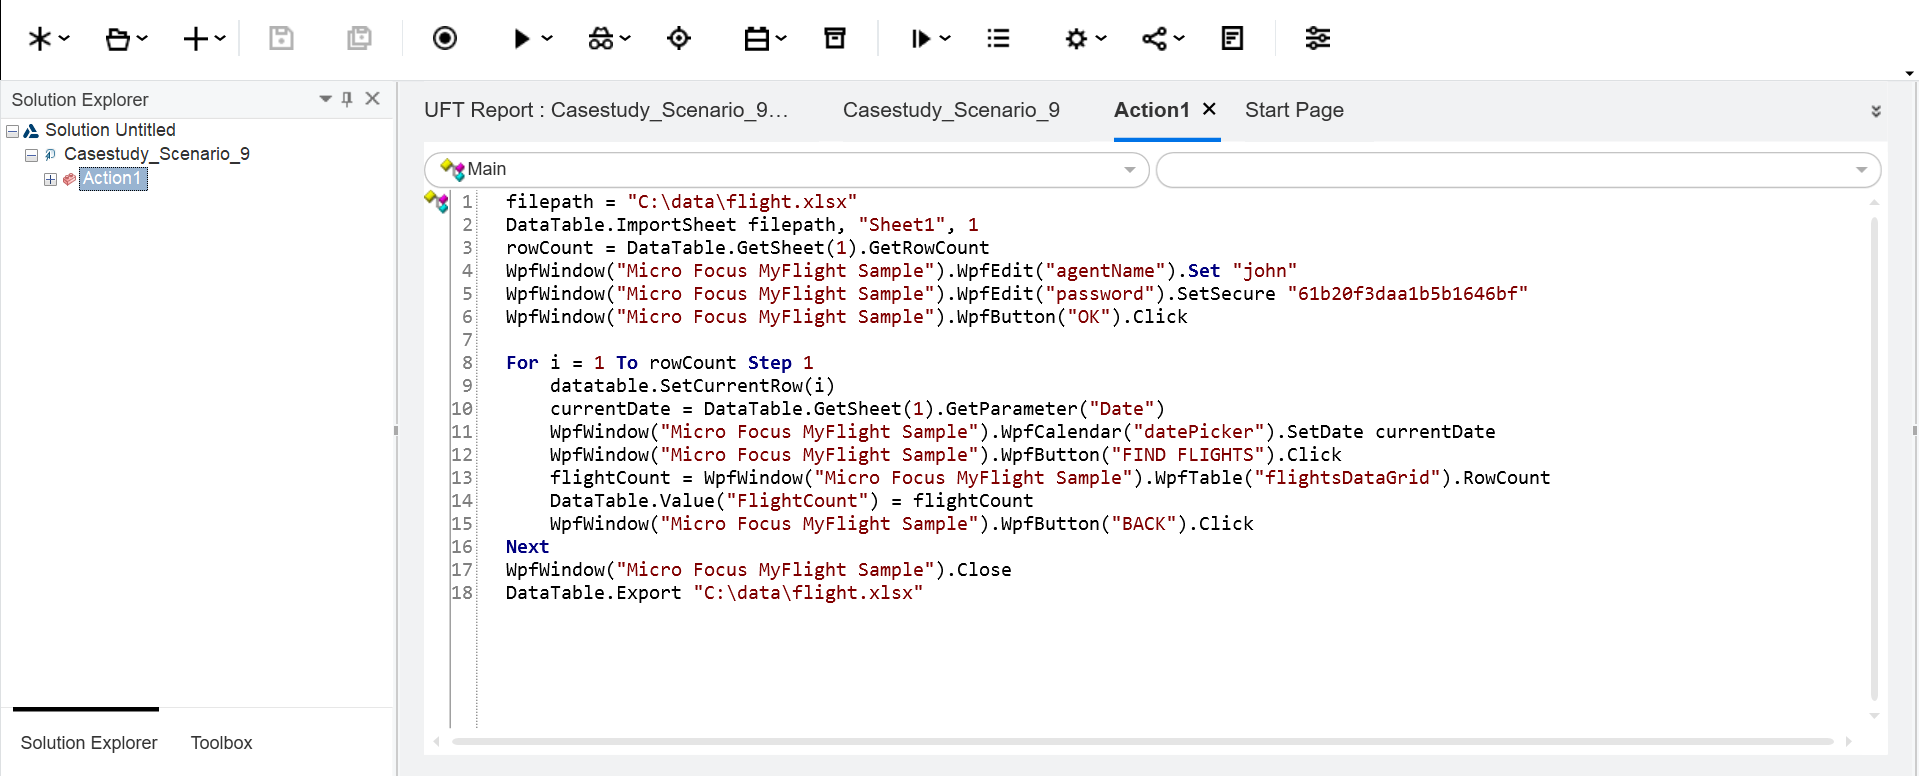 Solution Explorer
Solution Untitled
Casestudy_Scenario_9
Action1
Solution Explorer
Toolbox
UFT Report : Casestudy_Scenario_9...
Casestudy_Scenario_9
Action1
Start Page
Main
1 filepath = "C:\data\flight.xlsx"
2 DataTable.ImportSheet filepath, "Sheet1", 1
3 rowCount = DataTable.GetSheet(1).GetRowCount
4 WpfWindow("Micro Focus MyFlight Sample").WpfEdit("agentName").Set "john"
5 WpfWindow("Micro Focus MyFlight Sample").WpfEdit("password").SetSecure "61b20f3daa1b5b1646bf"
6 WpfWindow("Micro Focus MyFlight Sample").WpfButton("OK").Click
7
8 For i = 1 To rowCount Step 1
9 datatable.SetCurrentRow(i)
10 currentDate = DataTable.GetSheet(1).GetParameter("Date")
11 WpfWindow("Micro Focus MyFlight Sample").WpfCalendar("datePicker").SetDate currentDate
12 WpfWindow("Micro Focus MyFlight Sample").WpfButton("FIND FLIGHTS").Click
13 flightCount = WpfWindow("Micro Focus MyFlight Sample").WpfTable("flightsDataGrid").RowCount
14 DataTable.Value("FlightCount") = flightCount
15 WpfWindow("Micro Focus MyFlight Sample").WpfButton("BACK").Click
16 Next
17 WpfWindow("Micro Focus MyFlight Sample").Close
18 DataTable.Export "C:\data\flight.xlsx"